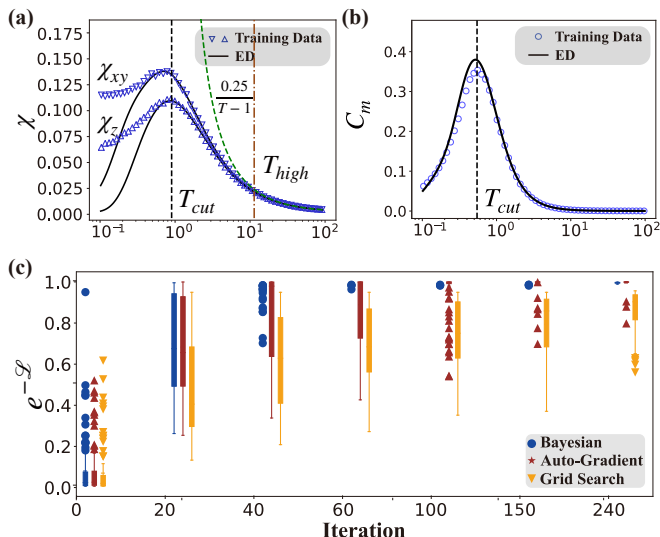 (a)
Training Data
ED
χxy
χz
0.25
T − 1
Thigh
Tcut
χ
0.175
0.150
0.125
0.100
0.075
0.050
0.025
0.000
10⁻¹ 10⁰ 10¹ 10²
(b)
Training Data
ED
Cm
0.4
0.3
0.2
0.1
0.0
Tcut
10⁻¹ 10⁰ 10¹ 10²
(c)
e^−ℒ
1.0
0.8
0.6
0.4
0.2
0.0
Bayesian
Auto-Gradient
Grid Search
0 20 40 60 100 150 240
Iteration